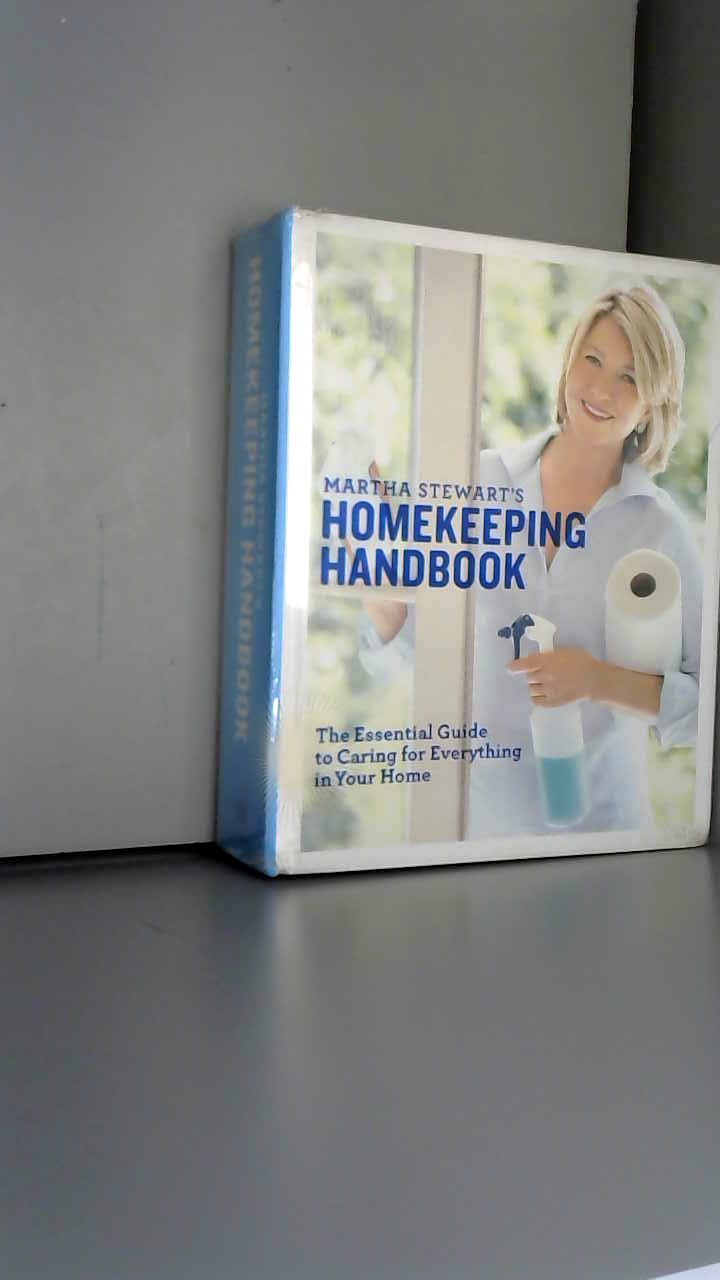 HOMEKEEPING HANDBOOK
MARTHA STEWART'S
HOMEKEEPING
HANDBOOK
The Essential Guide
to Caring for Everything
in Your Home